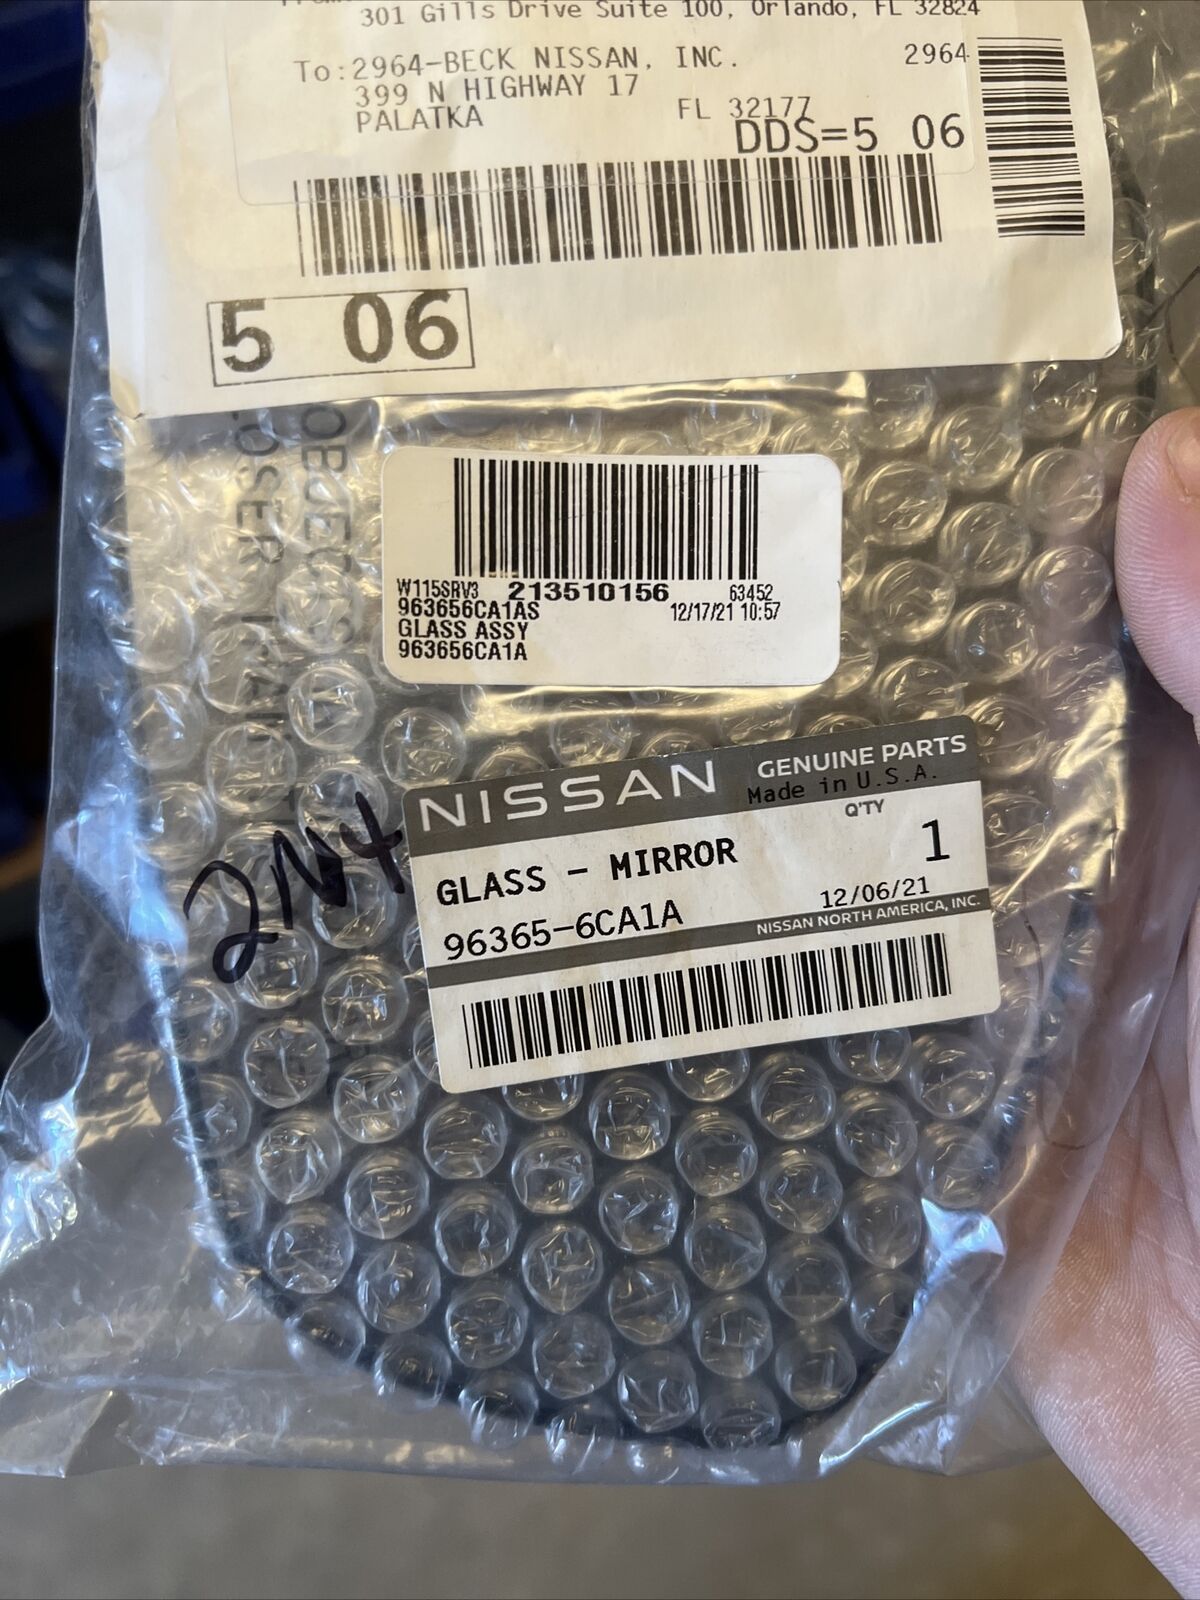 301 Gills Drive Suite 100, Orlando, FL 32824
To:2964-BECK NISSAN, INC. 2964
399 N HIGHWAY 17
PALATKA FL 32177
DDS=5 06
5 06
OBJECTS
CLOSER
W115SRV3 213510156 63452
963656CA1AS 12/17/21 10:57
GLASS ASSY
963656CA1A
NISSAN GENUINE PARTS
Made in U.S.A.
Q'TY
GLASS - MIRROR 1
96365-6CA1A 12/06/21
NISSAN NORTH AMERICA, INC.